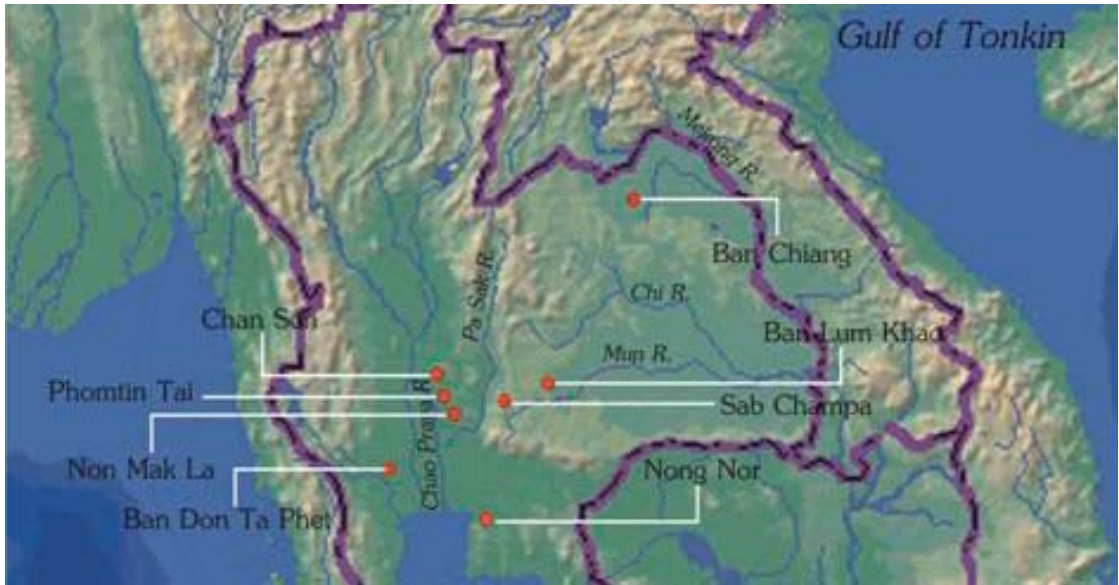 Gulf of Tonkin
Mekong R.
Ban Chiang
Pa Sak R.
Chi R.
Chan Sen
Ban Lum Khao
Mun R.
Phomtin Tai
Sab Champa
Chao Pray R.
Non Mak La
Nong Nor
Ban Don Ta Phet